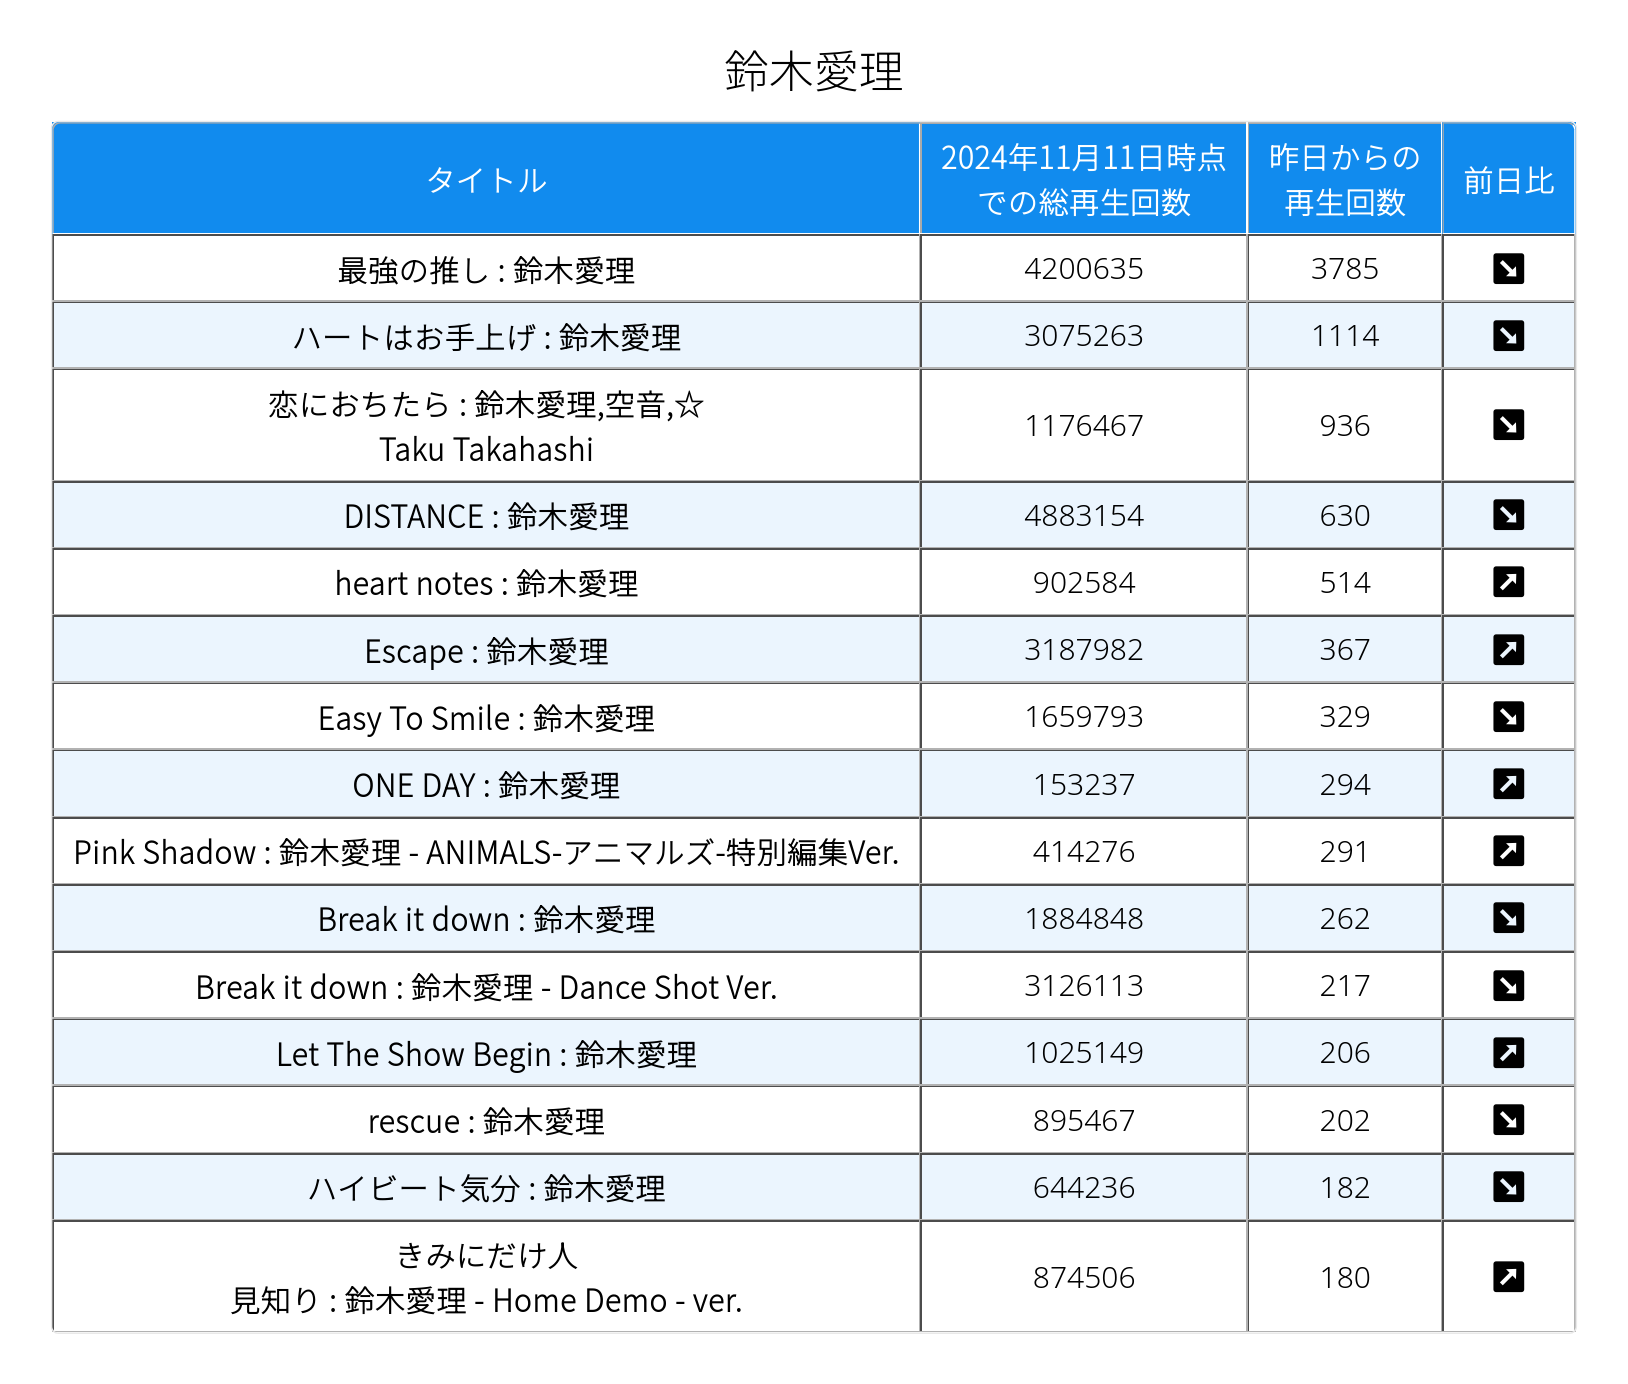 鈴木愛理
タイトル
2024年11月11日時点
での総再生回数
昨日からの
再生回数
前日比
最強の推し : 鈴木愛理 4200635 3785
ハートはお手上げ : 鈴木愛理 3075263 1114
恋におちたら : 鈴木愛理,空音,☆
Taku Takahashi
1176467 936
DISTANCE : 鈴木愛理 4883154 630
heart notes : 鈴木愛理 902584 514
Escape : 鈴木愛理 3187982 367
Easy To Smile : 鈴木愛理 1659793 329
ONE DAY : 鈴木愛理 153237 294
Pink Shadow : 鈴木愛理 - ANIMALS-アニマルズ-特別編集Ver. 414276 291
Break it down : 鈴木愛理 1884848 262
Break it down : 鈴木愛理 - Dance Shot Ver. 3126113 217
Let The Show Begin : 鈴木愛理 1025149 206
rescue : 鈴木愛理 895467 202
ハイビート気分 : 鈴木愛理 644236 182
きみにだけ人
見知り : 鈴木愛理 - Home Demo - ver.
874506 180